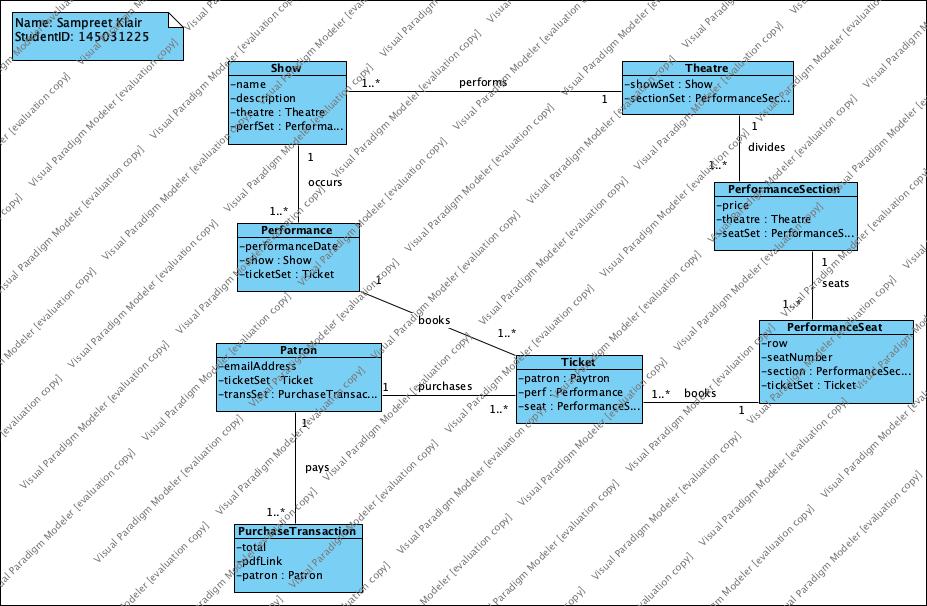 Name: Sampreet Klair
StudentID: 145031225
Show
-name
-description
-theatre : Theatre
-perfSet : Performa...
1..*
performs
1
Theatre
-showSet : Show
-sectionSet : PerformanceSec...
1
occurs
1..*
1
divides
1..*
PerformanceSection
-price
-theatre : Theatre
-seatSet : PerformanceS...
Performance
-performanceDate
-show : Show
-ticketSet : Ticket
1
books
1..*
1
seats
1..*
PerformanceSeat
-row
-seatNumber
-section : PerformanceSec...
-ticketSet : Ticket
Patron
-emailAddress
-ticketSet : Ticket
-transSet : PurchaseTransac...
1
purchases
1..*
Ticket
-patron : Paytron
-perf : Performance
-seat : PerformanceS...
1..*
books
1
1
pays
1..*
PurchaseTransaction
-total
-pdfLink
-patron : Patron
Visual Paradigm Modeler [evaluation copy]